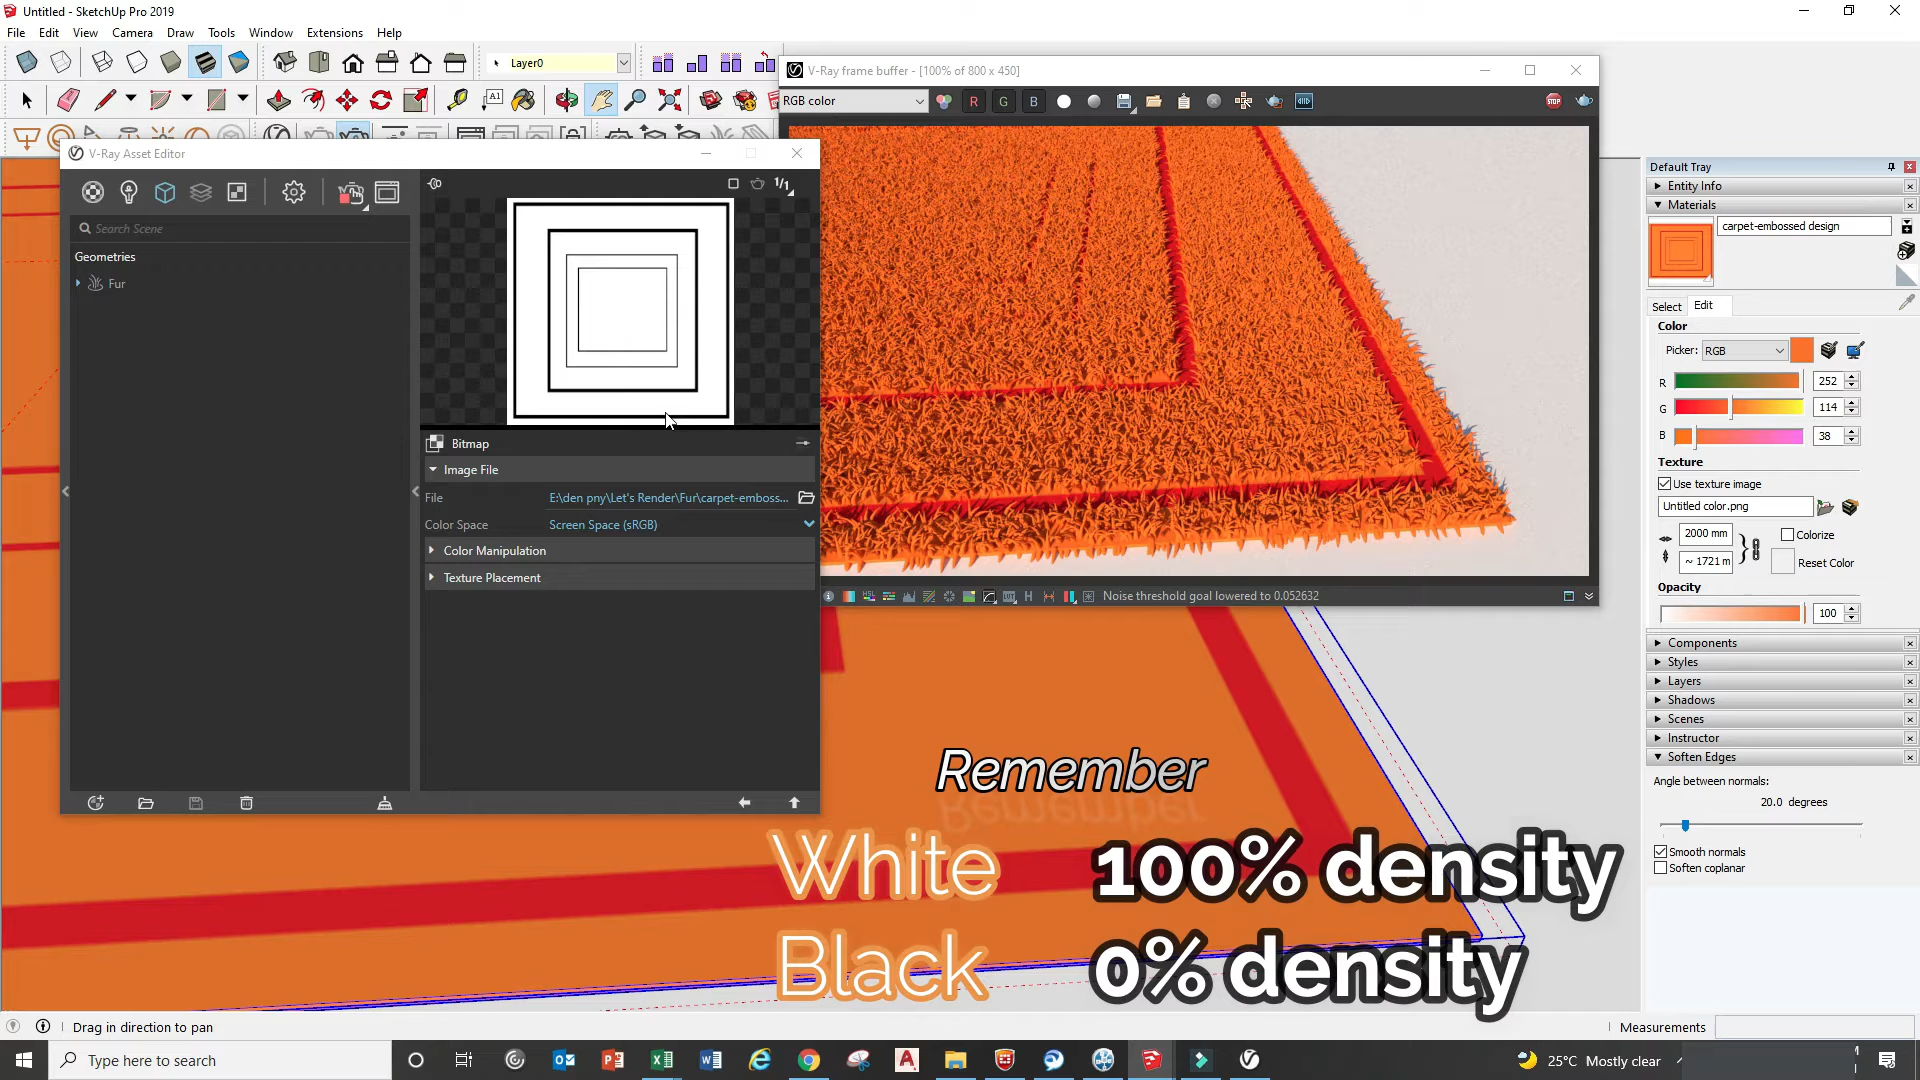 Untitled - SketchUp Pro 2019
File Edit View Camera Draw Tools Window Extensions Help
Layer0
A1
V-Ray frame buffer - [100% of 800 x 450]
RGB color
R G B
STOP
V-Ray Asset Editor
1/1
Search Scene
Geometries
Fur
Bitmap
Image File
File E:\den pny\Let's Render\Fur\carpet-emboss...
Color Space Screen Space (sRGB)
Color Manipulation
Texture Placement
HSL
LUT
H
Noise threshold goal lowered to 0.052632
Default Tray
Entity Info
Materials
carpet-embossed design
Select Edit
Color
Picker: RGB
R 252
G 114
B 38
Texture
Use texture image
Untitled color.png
2000 mm
Colorize
~ 1721 m
Reset Color
Opacity
100
Components
Styles
Layers
Shadows
Scenes
Instructor
Soften Edges
Angle between normals:
20.0 degrees
Smooth normals
Soften coplanar
Remember
White 100% density
Black 0% density
Drag in direction to pan
Measurements
Type here to search
25°C Mostly clear